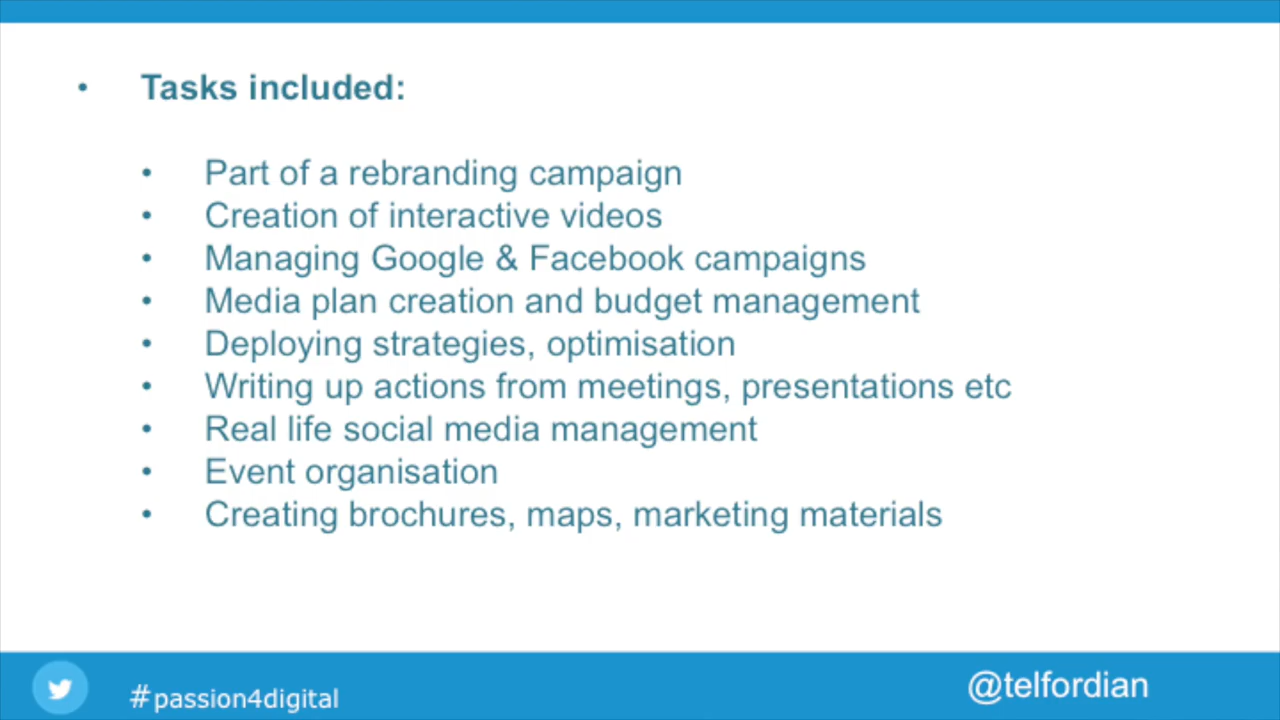 • Tasks included:
• Part of a rebranding campaign
• Creation of interactive videos
• Managing Google & Facebook campaigns
• Media plan creation and budget management
• Deploying strategies, optimisation
• Writing up actions from meetings, presentations etc
• Real life social media management
• Event organisation
• Creating brochures, maps, marketing materials
#passion4digital
@telfordian